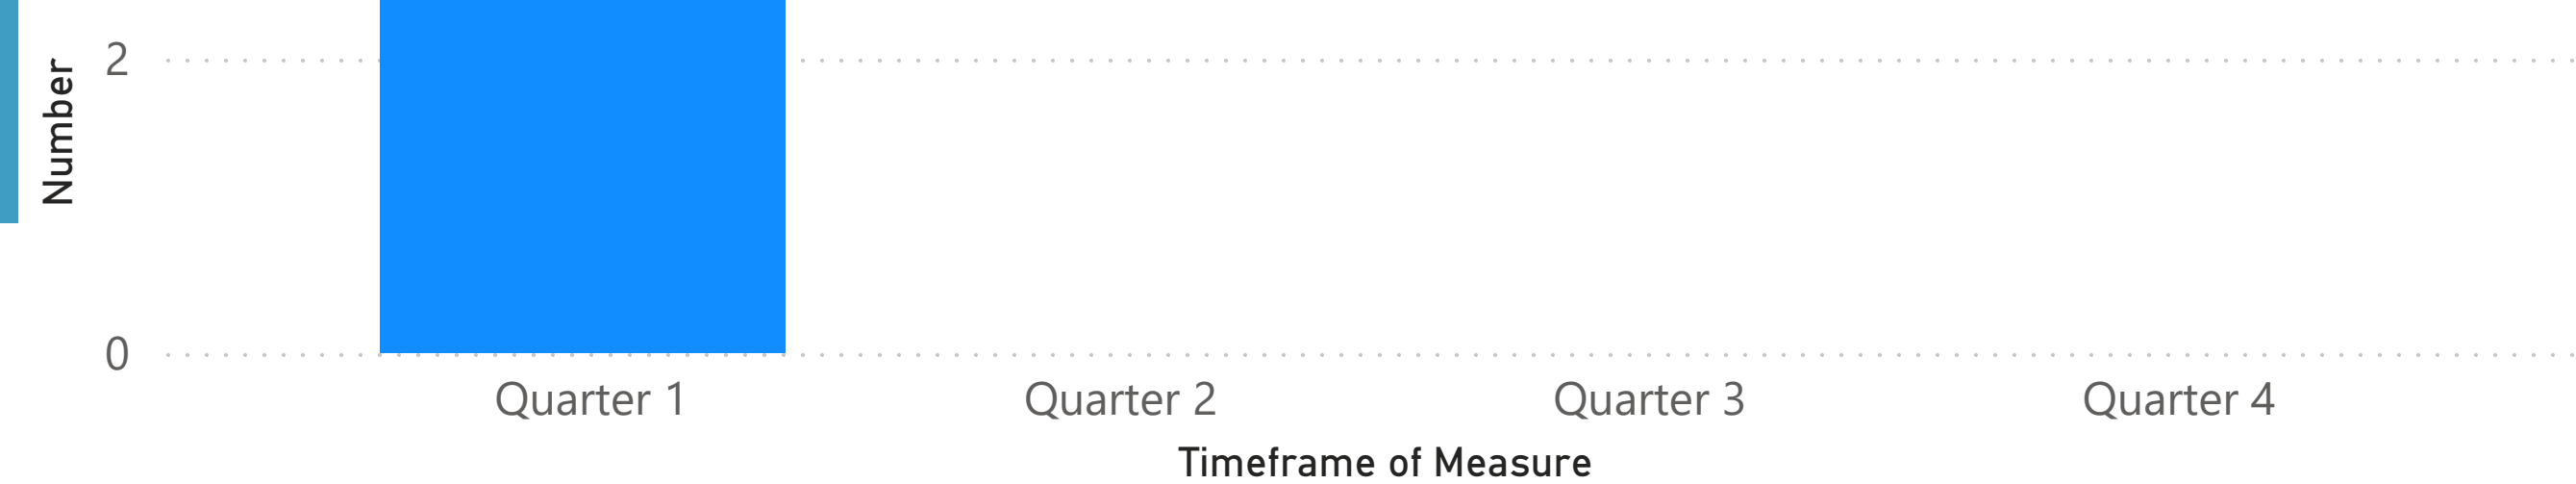 Number
2
0
Quarter 1
Quarter 2
Quarter 3
Quarter 4
Timeframe of Measure